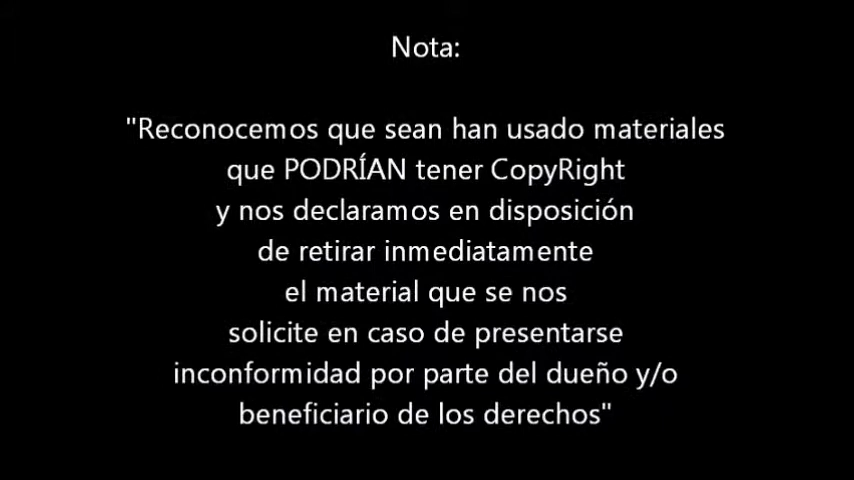 Nota:
"Reconocemos que sean han usado materiales
que PODRÍAN tener CopyRight
y nos declaramos en disposición
de retirar inmediatamente
el material que se nos
solicite en caso de presentarse
inconformidad por parte del dueño y/o
beneficiario de los derechos"